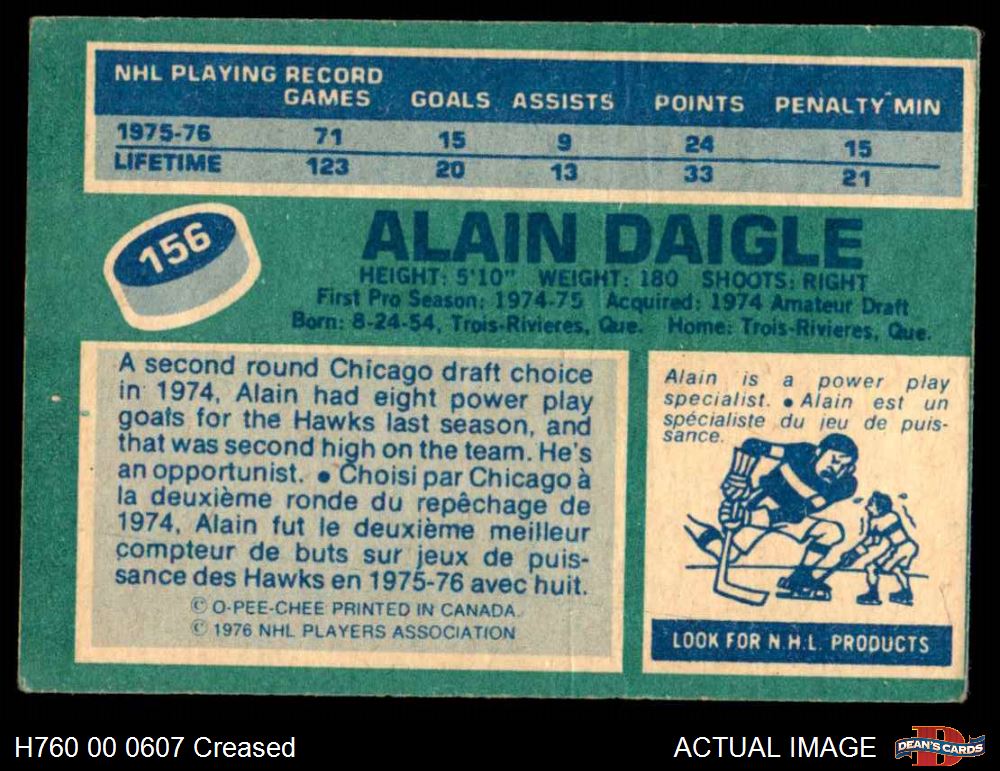 NHL PLAYING RECORD
GAMES GOALS ASSISTS POINTS PENALTY MIN
1975-76 71 15 9 24 15
LIFETIME 123 20 13 33 21
156
ALAIN DAIGLE
HEIGHT: 5'10" WEIGHT: 180 SHOOTS: RIGHT
First Pro Season: 1974-75 Acquired: 1974 Amateur Draft
Born: 8-24-54, Trois-Rivieres, Que. Home: Trois-Rivieres, Que.
A second round Chicago draft choice
in 1974, Alain had eight power play
goals for the Hawks last season, and
that was second high on the team. He's
an opportunist. ● Choisi par Chicago à
la deuxième ronde du repêchage de
1974, Alain fut le deuxième meilleur
compteur de buts sur jeux de puis-
sance des Hawks en 1975-76 avec huit.
© O-PEE-CHEE PRINTED IN CANADA.
© 1976 NHL PLAYERS ASSOCIATION
Alain is a power play
specialist. ● Alain est un
spécialiste du jeu de puis-
sance.
LOOK FOR N.H.L. PRODUCTS
H760 00 0607 Creased
ACTUAL IMAGE
D
DEAN'S CARDS